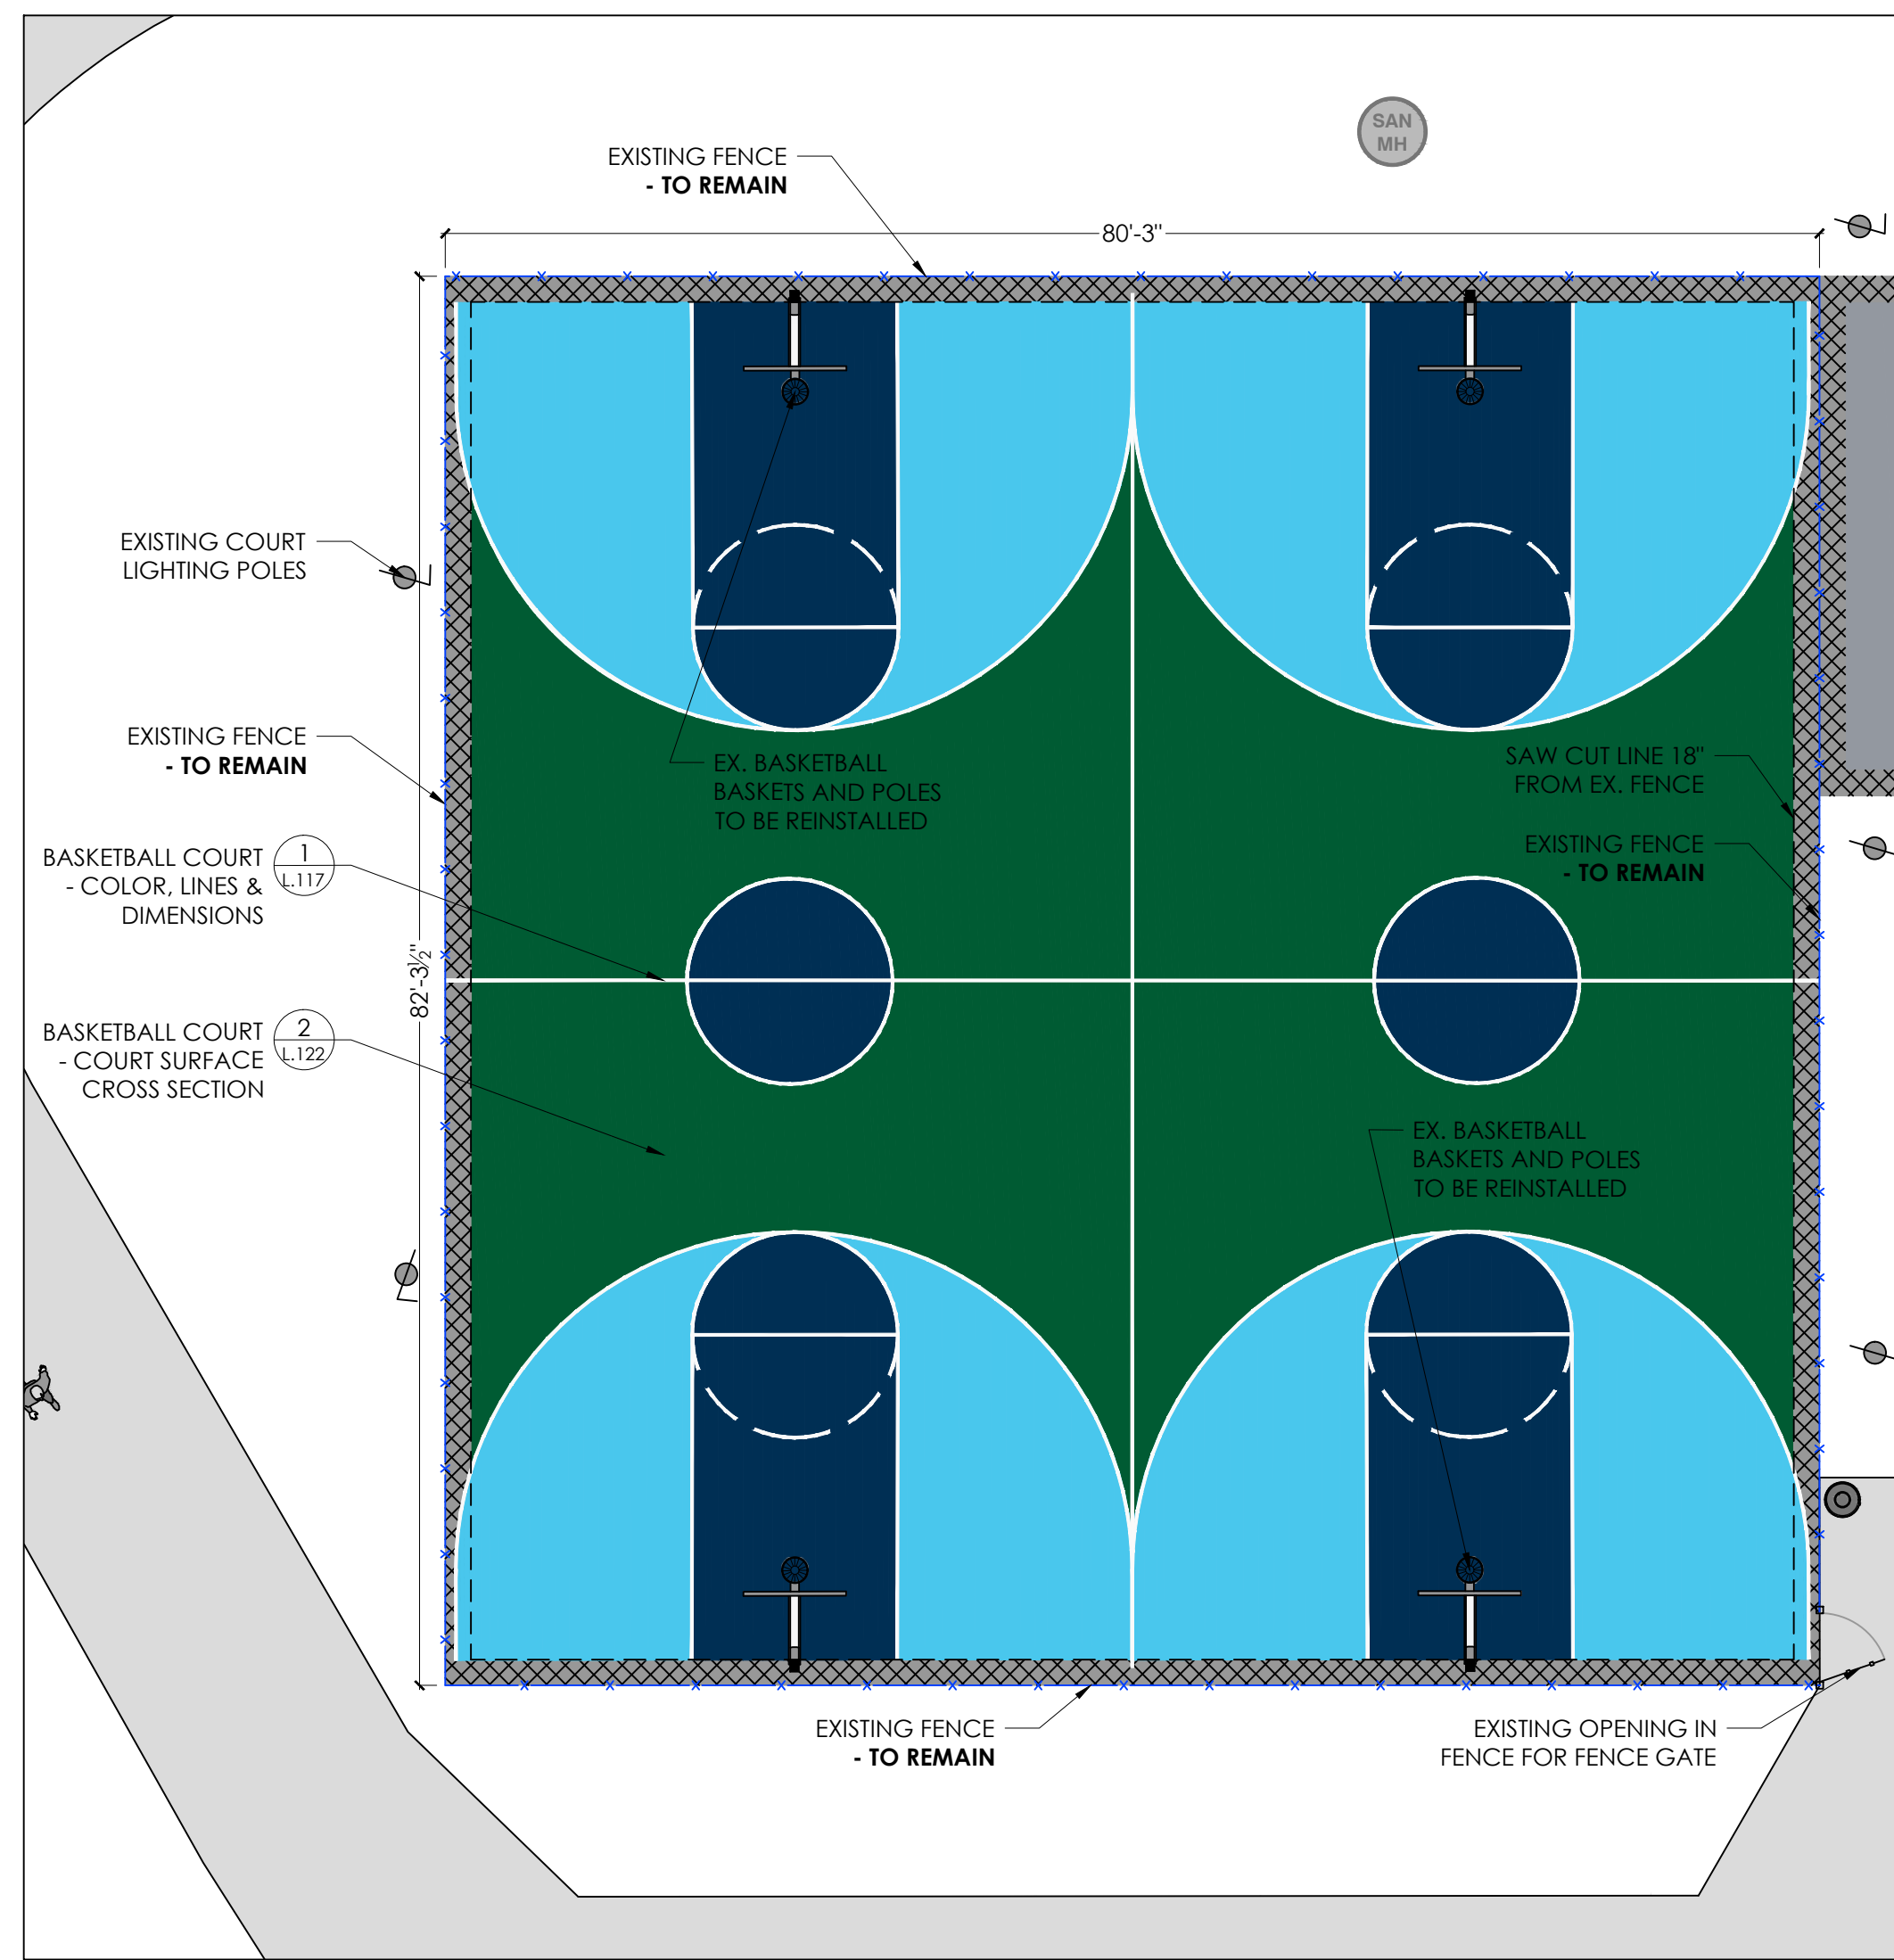 SAN
MH
EXISTING FENCE
- TO REMAIN
80'-3"
EXISTING COURT
LIGHTING POLES
EXISTING FENCE
- TO REMAIN
EX. BASKETBALL
BASKETS AND POLES
TO BE REINSTALLED
SAW CUT LINE 18"
FROM EX. FENCE
EXISTING FENCE
- TO REMAIN
BASKETBALL COURT
- COLOR, LINES &
DIMENSIONS
1
L.117
82'-3½"
BASKETBALL COURT
- COURT SURFACE
CROSS SECTION
2
L.122
EX. BASKETBALL
BASKETS AND POLES
TO BE REINSTALLED
EXISTING FENCE
- TO REMAIN
EXISTING OPENING IN
FENCE FOR FENCE GATE